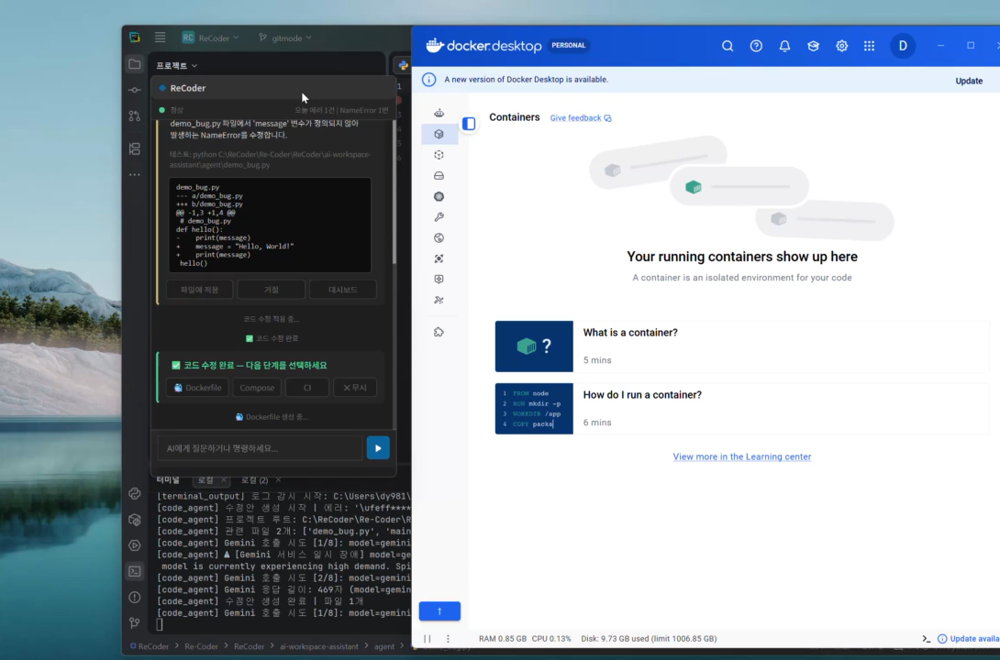 RC ReCoder
gitmode
프로젝트
ReCoder
정상
오늘 에러 1건 | NameError 1번
demo_bug.py 파일에서 'message' 변수가 정의되지 않아
발생하는 NameError를 수정합니다.
테스트: python C:\ReCoder\Re-Coder\ReCoder\ai-workspace-
assistant\agent\demo_bug.py
demo_bug.py
--- a/demo_bug.py
+++ b/demo_bug.py
@@ -1,3 +1,4 @@
# demo_bug.py
def hello():
-    print(message)
+    message = "Hello, World!"
+    print(message)
hello()
파일에 적용
거절
대시보드
코드 수정 적용 중...
✅ 코드 수정 완료
✅ 코드 수정 완료 — 다음 단계를 선택하세요
Dockerfile
Compose
CI
✕ 무시
Dockerfile 생성 중...
AI에게 질문하거나 명령하세요...
터미널
로컬 ×
로컬 (2) ×
[terminal_output] 로그 감시 시작: C:\Users\dy981\
[code_agent] 수정안 생성 시작 | 에러: '\ufeff****
[code_agent] 프로젝트 루트: C:\ReCoder\Re-Coder\R
[code_agent] 관련 파일 2개: ['demo_bug.py', 'main
[code_agent] Gemini 호출 시도 [1/8]: model=gemini
[code_agent] ⚠ [Gemini 서비스 일시 장애] model=ge
model is currently experiencing high demand. Spi
[code_agent] Gemini 호출 시도 [2/8]: model=gemini
[code_agent] Gemini 응답 길이: 469자 (model=gemin
[code_agent] 수정안 생성 완료 | 파일 1개
[code_agent] Gemini 호출 시도 [1/8]: model=gemini
ReCoder > Re-Coder > ReCoder > ai-workspace-assistant > agent >
docker.desktop
PERSONAL
D
A new version of Docker Desktop is available.
Update
Containers
Give feedback
Your running containers show up here
A container is an isolated environment for your code
?
What is a container?
5 mins
1 FROM node
2 RUN mkdir -p
3 WORKDIR /app
4 COPY packa
How do I run a container?
6 mins
View more in the Learning center
RAM 0.85 GB CPU 0.13% Disk: 9.73 GB used (limit 1006.85 GB)
Update availa